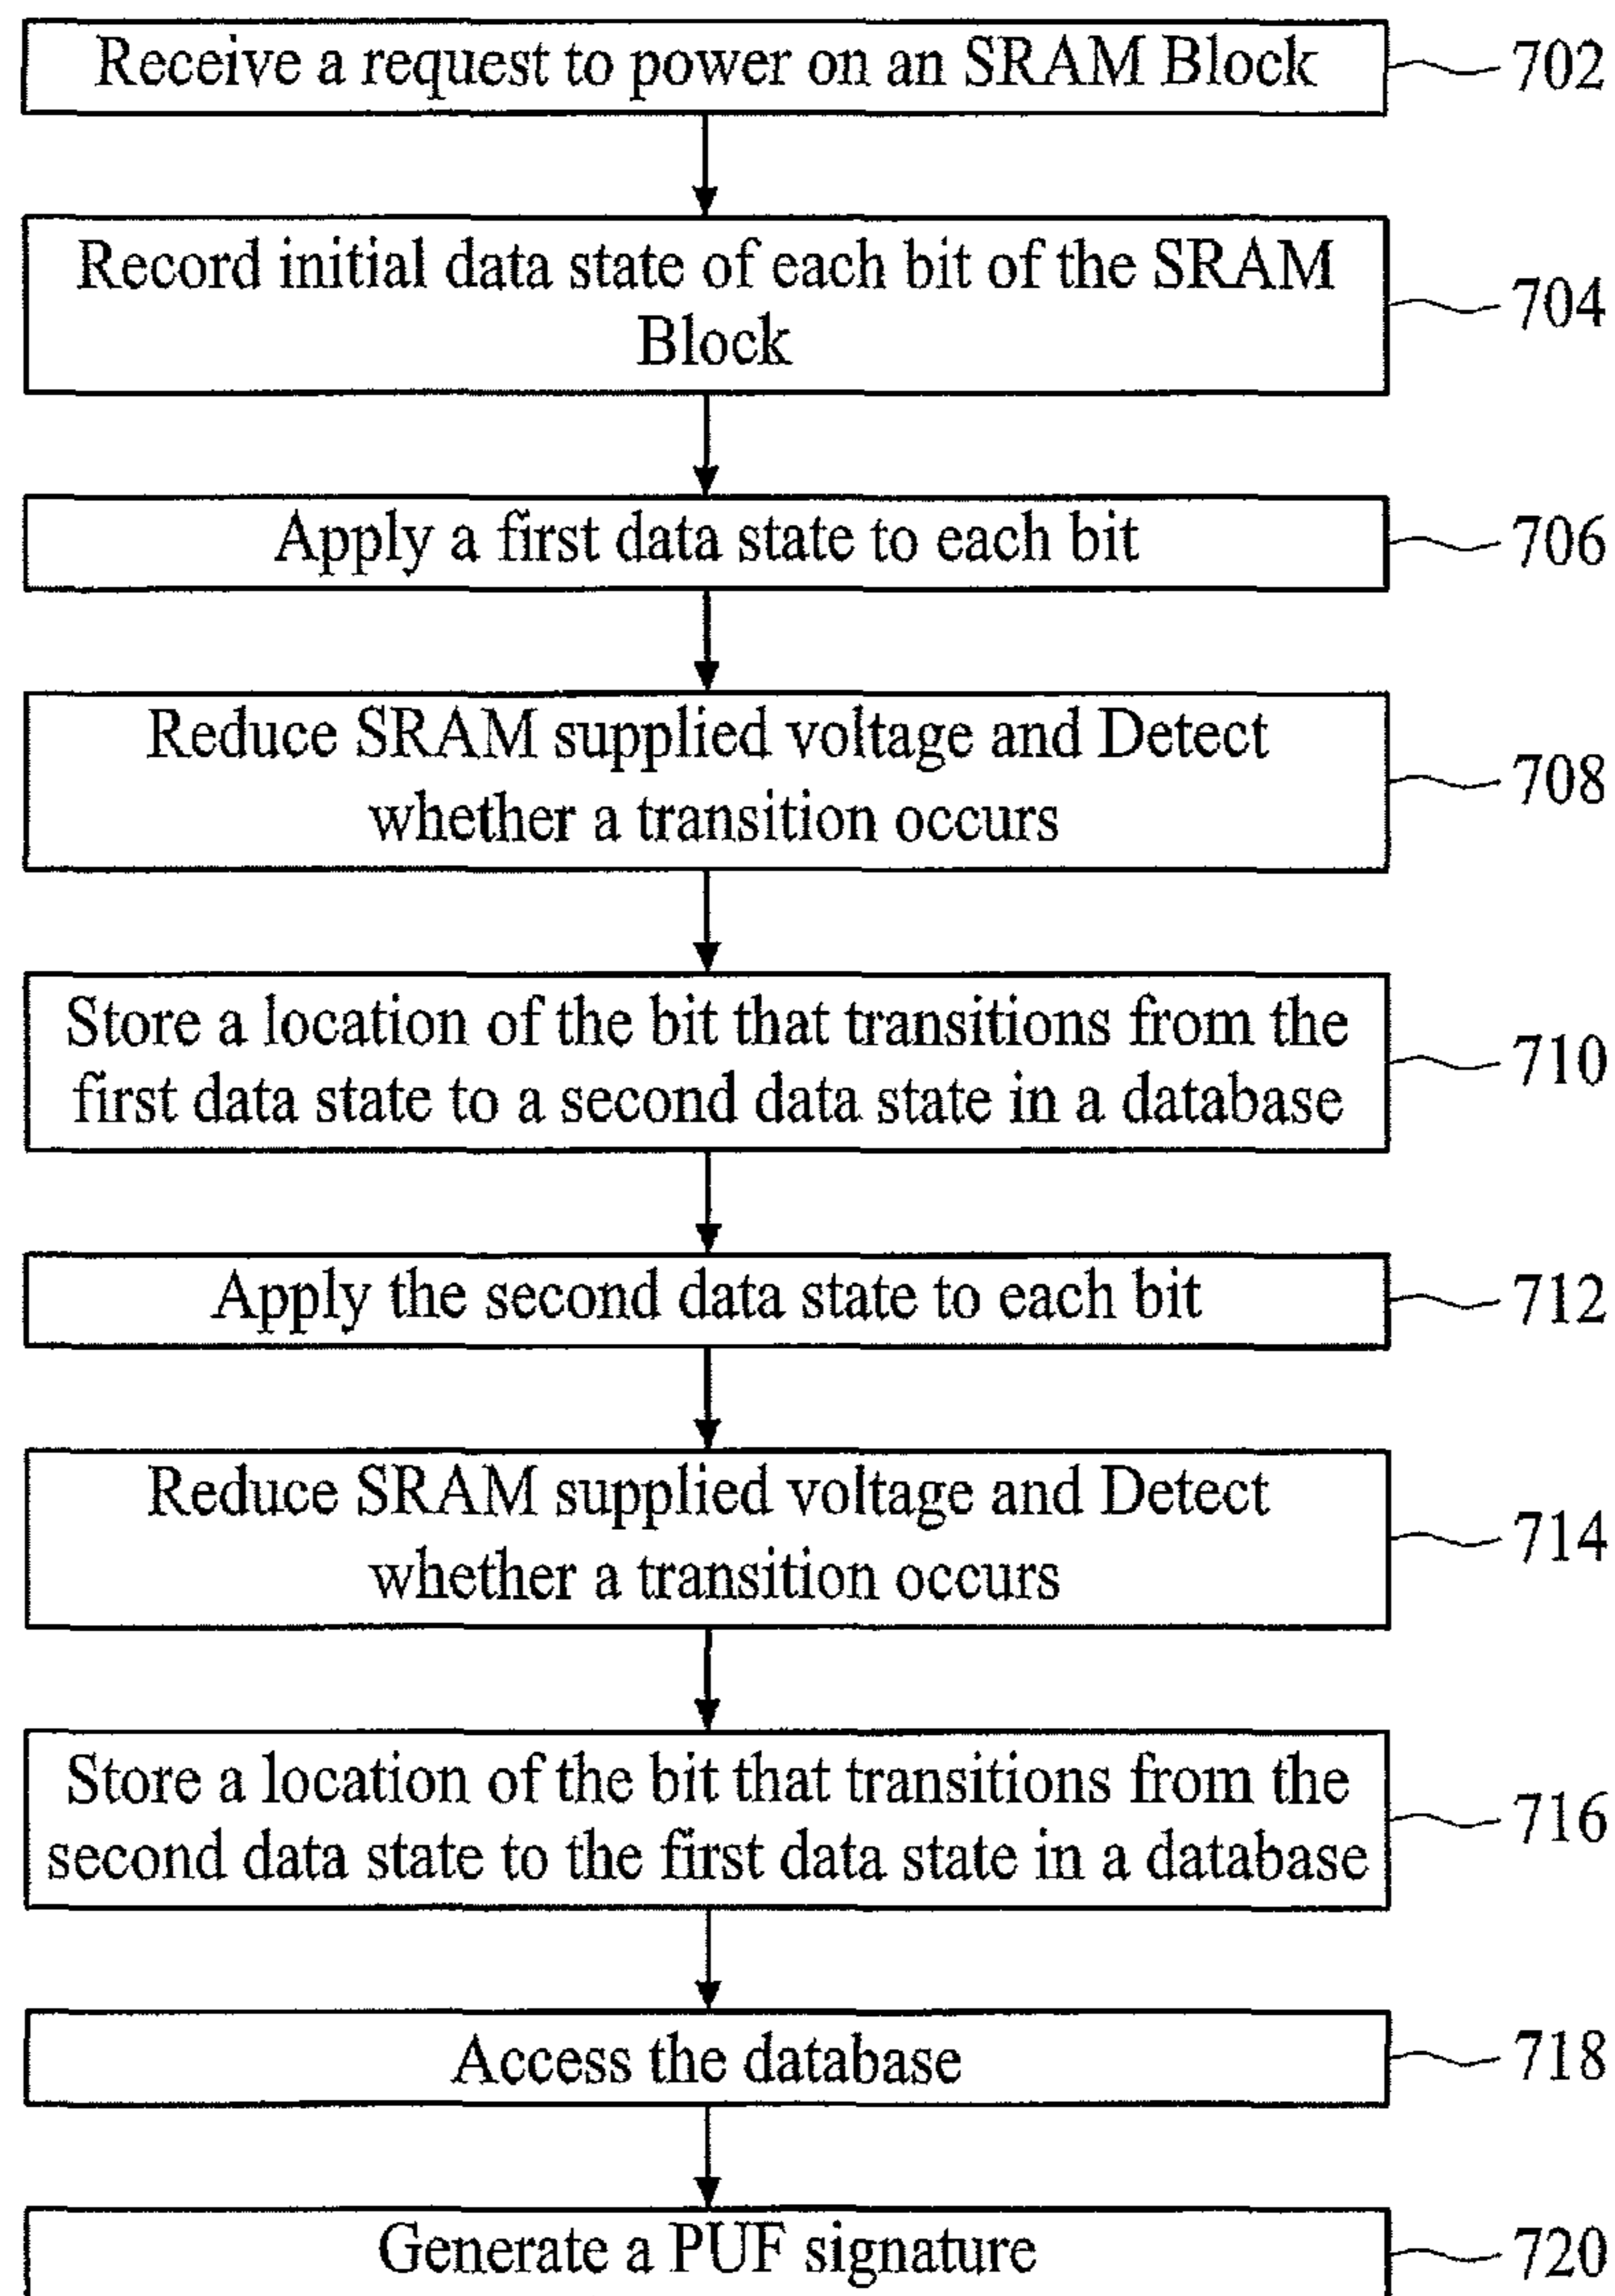 Receive a request to power on an SRAM Block
702
Record initial data state of each bit of the SRAM
Block
704
Apply a first data state to each bit
706
Reduce SRAM supplied voltage and Detect
whether a transition occurs
708
Store a location of the bit that transitions from the
first data state to a second data state in a database
710
Apply the second data state to each bit
712
Reduce SRAM supplied voltage and Detect
whether a transition occurs
714
Store a location of the bit that transitions from the
second data state to the first data state in a database
716
Access the database
718
Generate a PUF signature
720